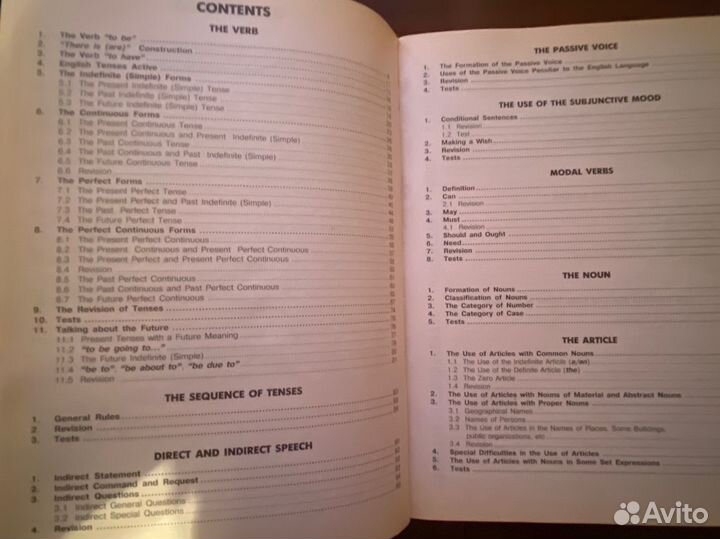 CONTENTS
THE VERB
1. The Verb "to be"
2. "There is (are)" Construction
3. The Verb "to have"
4. English Tenses Active
5. The Indefinite (Simple) Forms
5.1 The Present Indefinite (Simple) Tense
5.2 The Past Indefinite (Simple) Tense
5.3 The Future Indefinite (Simple) Tense
6. The Continuous Forms
6.1 The Present Continuous Tense
6.2 The Present Continuous and Present Indefinite (Simple)
6.3 The Past Continuous Tense
6.4 The Past Continuous and Past Indefinite (Simple)
6.5 The Future Continuous Tense
6.6 Revision
7. The Perfect Forms
7.1 The Present Perfect Tense
7.2 The Present Perfect and Past Indefinite (Simple)
7.3 The Past Perfect Tense
7.4 The Future Perfect Tense
8. The Perfect Continuous Forms
8.1 The Present Perfect Continuous
8.2 The Present Continuous and Present Perfect Continuous
8.3 The Present Perfect and Present Perfect Continuous
8.4 Revision
8.5 The Past Perfect Continuous
8.6 The Past Continuous and Past Perfect Continuous
8.7 The Future Perfect Continuous
9. The Revision of Tenses
10. Tests
11. Talking about the Future
11.1 Present Tenses with a Future Meaning
11.2 "to be going to..."
11.3 The Future Indefinite (Simple)
11.4 "be to", "be about to", "be due to"
11.5 Revision
THE SEQUENCE OF TENSES
1. General Rules
2. Revision
3. Tests
DIRECT AND INDIRECT SPEECH
1. Indirect Statement
2. Indirect Command and Request
3. Indirect Questions
3.1 Indirect General Questions
3.2 Indirect Special Questions
4. Revision
THE PASSIVE VOICE
1. The Formation of the Passive Voice
2. Uses of the Passive Voice Peculiar to the English Language
3. Revision
4. Tests
THE USE OF THE SUBJUNCTIVE MOOD
1. Conditional Sentences
1.1 Revision
1.2 Test
2. Making a Wish
3. Revision
4. Tests
MODAL VERBS
1. Definition
2. Can
2.1 Revision
3. May
4. Must
4.1 Revision
5. Should and Ought
6. Need
7. Revision
8. Tests
THE NOUN
1. Formation of Nouns
2. Classification of Nouns
3. The Category of Number
4. The Category of Case
5. Tests
THE ARTICLE
1. The Use of Articles with Common Nouns
1.1 The Use of the Indefinite Article (a/an)
1.2 The Use of the Definite Article (the)
1.3 The Zero Article
1.4 Revision
2. The Use of Articles with Nouns of Material and Abstract Nouns
3. The Use of Articles with Proper Nouns
3.1 Geographical Names
3.2 Names of Persons
3.3 The Use of Articles in the Names of Places, Some Buildings,
public organisations, etc
3.4 Revision
4. Special Difficulties in the Use of Articles
5. The Use of Articles with Nouns in Some Set Expressions
6. Tests
Avito